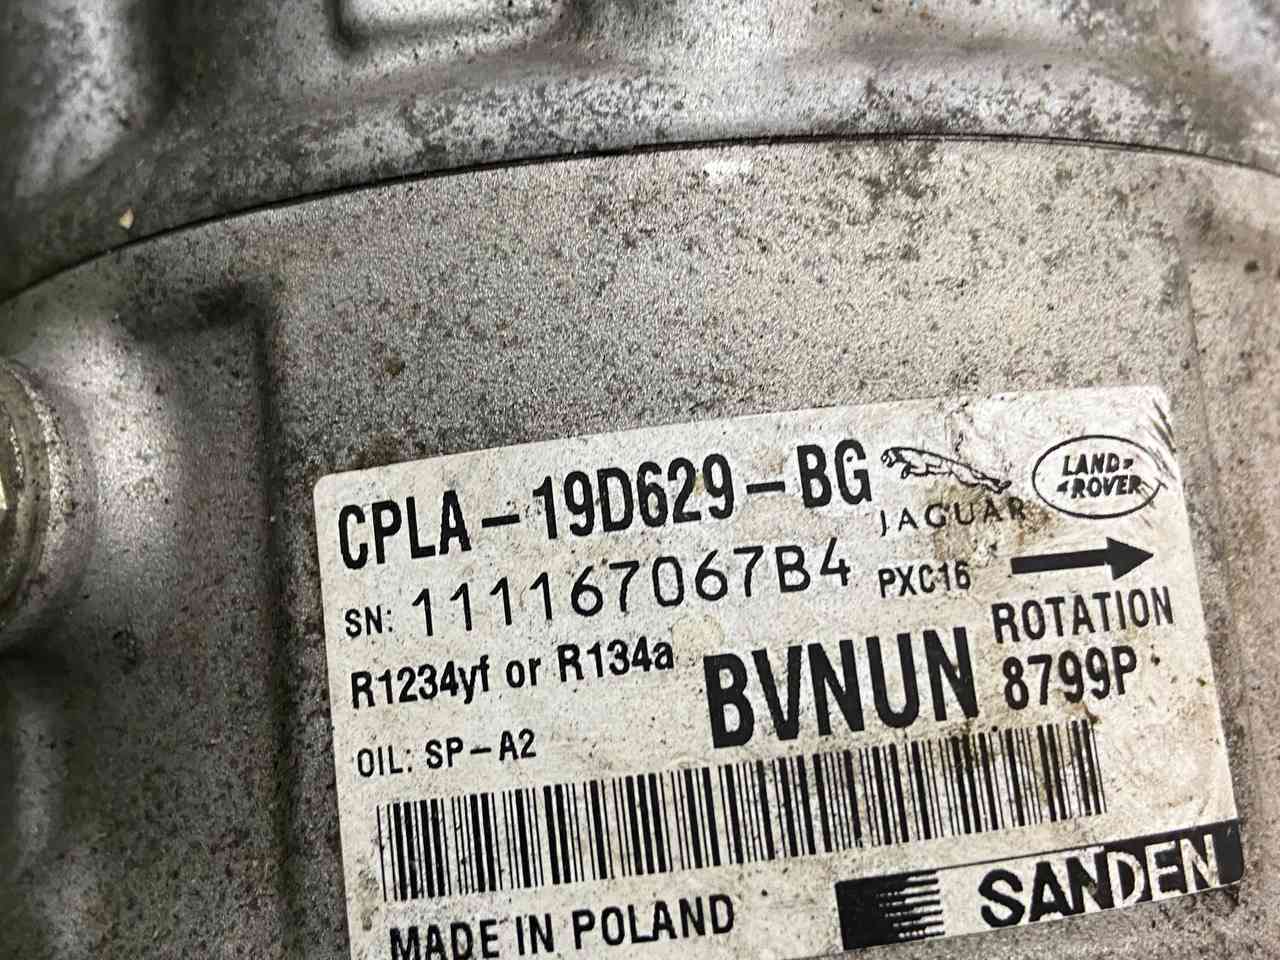 CPLA-19D629-BG
JAGUAR
LAND
ROVER
SN: 111167067B4 PXC16
ROTATION
R1234yf or R134a BVNUN 8799P
OIL: SP-A2
MADE IN POLAND
SANDEN